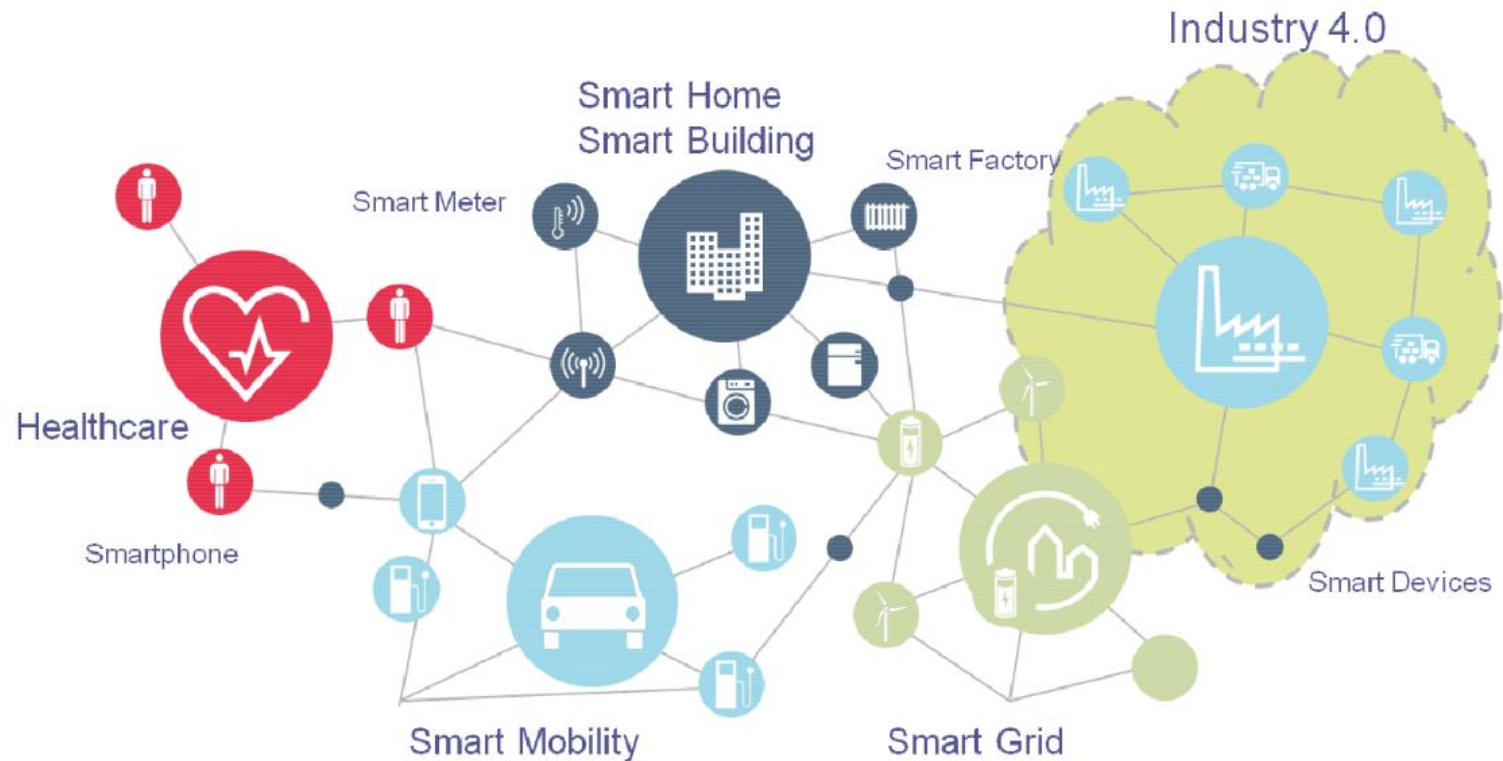 Industry 4.0
Smart Home
Smart Building
Smart Factory
Smart Meter
Healthcare
Smartphone
Smart Devices
Smart Mobility
Smart Grid